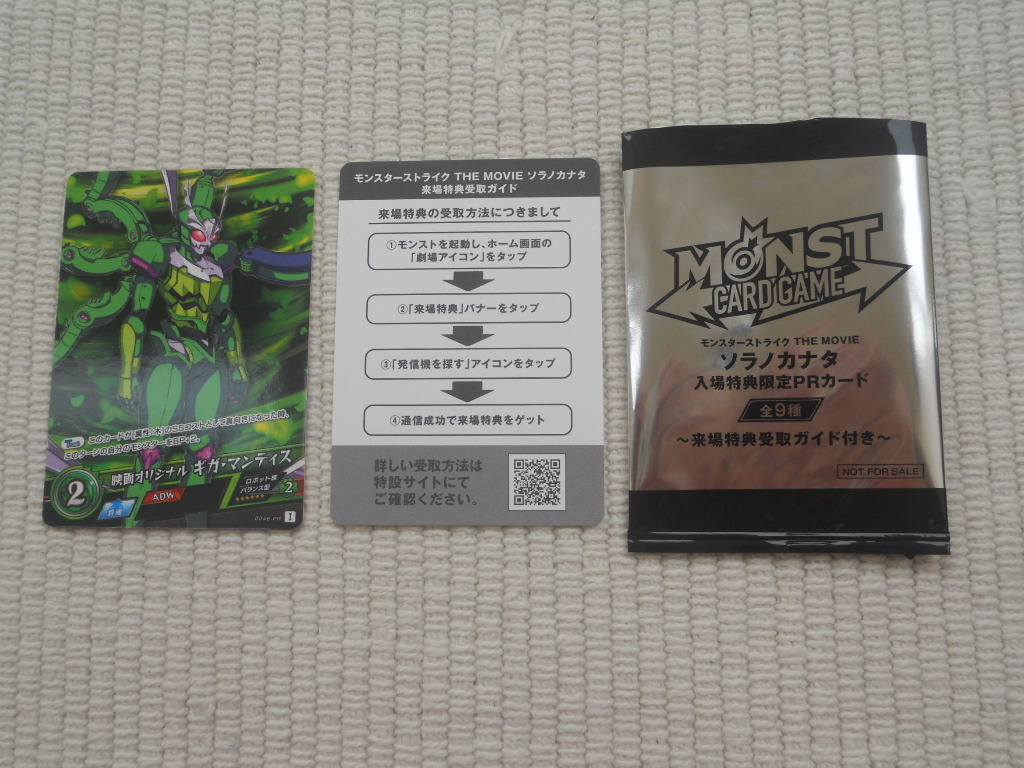 このカードが[属性:木]のSSコストとして裏向きになった時、
このターンの自分のモンスターをBP+2。
映画オリジナル ギガ・マンティス
2
ADW
ロボット族
バランス型
2
I
モンスターストライク THE MOVIE ソラノカナタ
来場特典受取ガイド
来場特典の受取方法につきまして
①モンストを起動し、ホーム画面の
「劇場アイコン」をタップ
②「来場特典」バナーをタップ
③「発信機を探す」アイコンをタップ
④通信成功で来場特典をゲット
詳しい受取方法は
特設サイトにて
ご確認ください。
MONST
CARD GAME
モンスターストライク THE MOVIE
ソラノカナタ
入場特典限定PRカード
全9種
～来場特典受取ガイド付き～
NOT FOR SALE